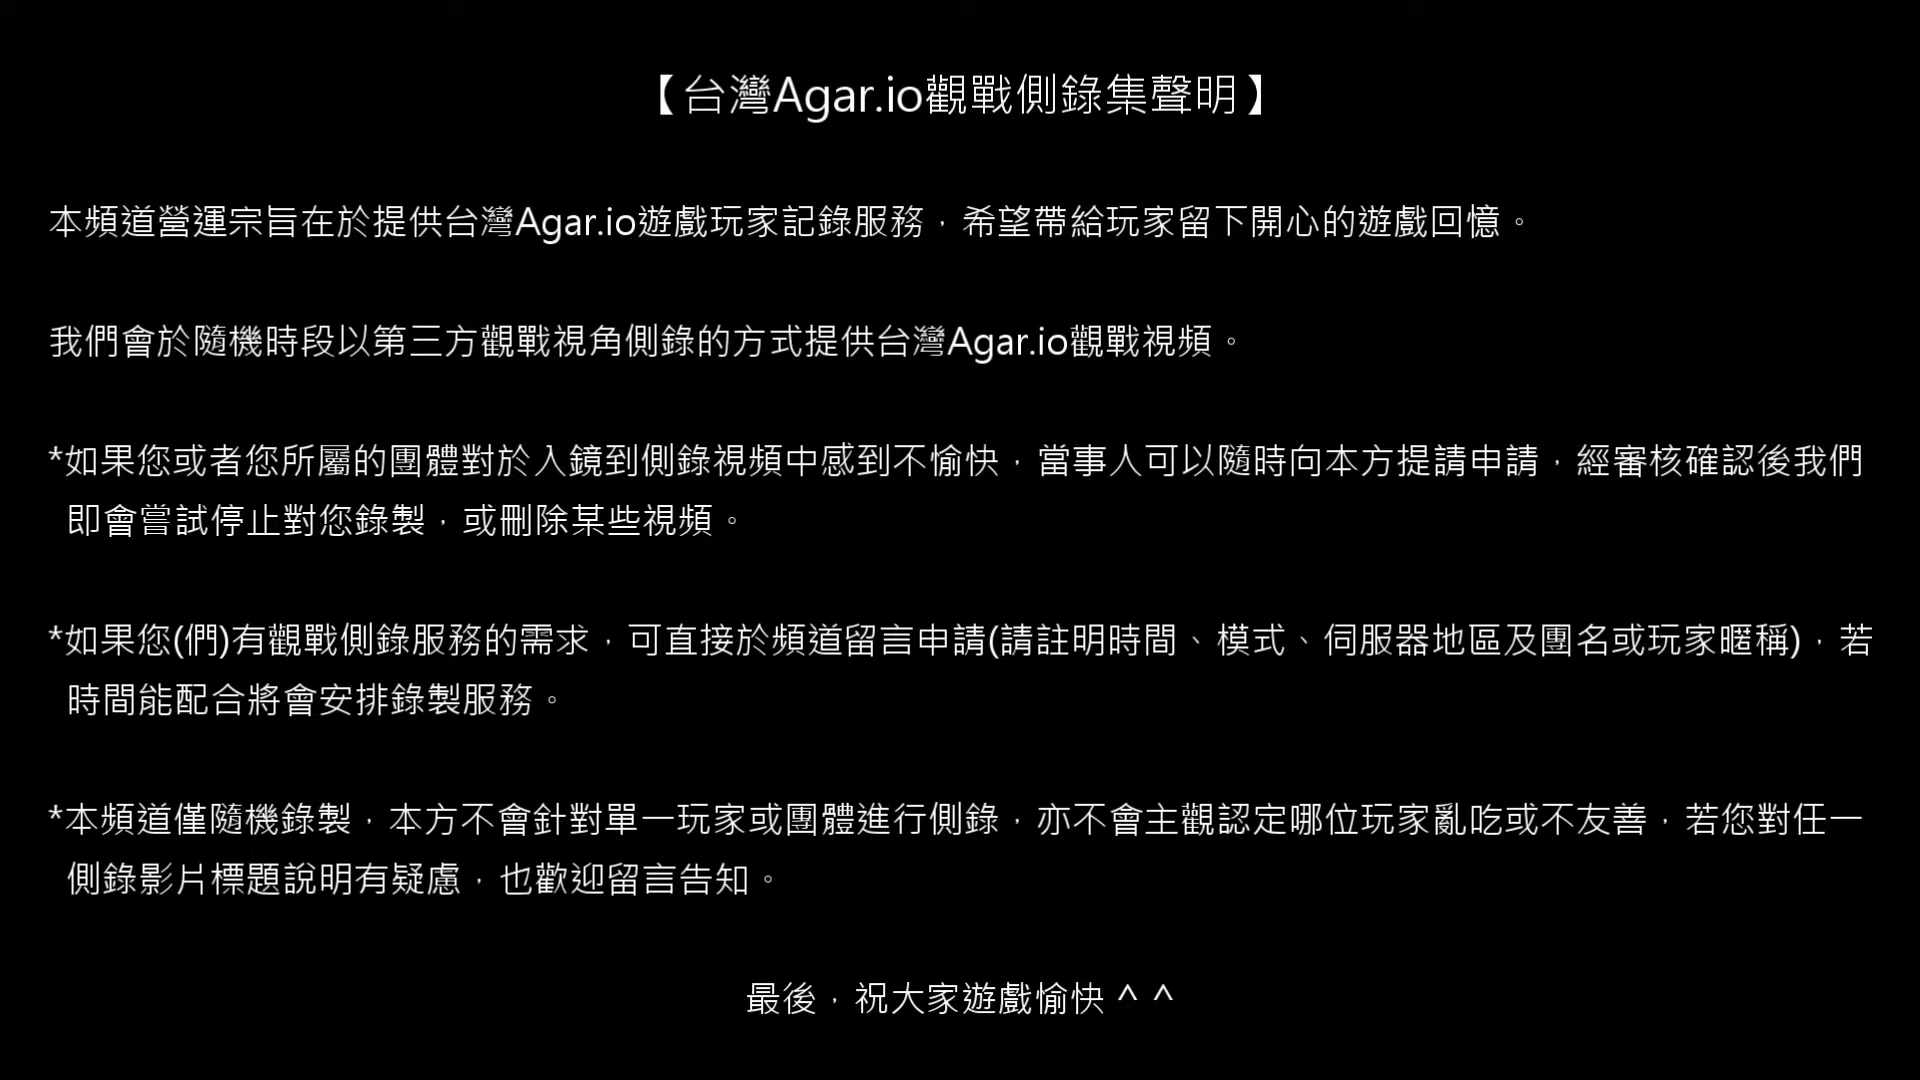 【台灣Agar.io觀戰側錄集聲明】
本頻道營運宗旨在於提供台灣Agar.io遊戲玩家記錄服務，希望帶給玩家留下開心的遊戲回憶。
我們會於隨機時段以第三方觀戰視角側錄的方式提供台灣Agar.io觀戰視頻。
*如果您或者您所屬的團體對於入鏡到側錄視頻中感到不愉快，當事人可以隨時向本方提請申請，經審核確認後我們
即會嘗試停止對您錄製，或刪除某些視頻。
*如果您(們)有觀戰側錄服務的需求，可直接於頻道留言申請(請註明時間、模式、伺服器地區及團名或玩家暱稱)，若
時間能配合將會安排錄製服務。
*本頻道僅隨機錄製，本方不會針對單一玩家或團體進行側錄，亦不會主觀認定哪位玩家亂吃或不友善，若您對任一
側錄影片標題說明有疑慮，也歡迎留言告知。
最後，祝大家遊戲愉快 ^ ^